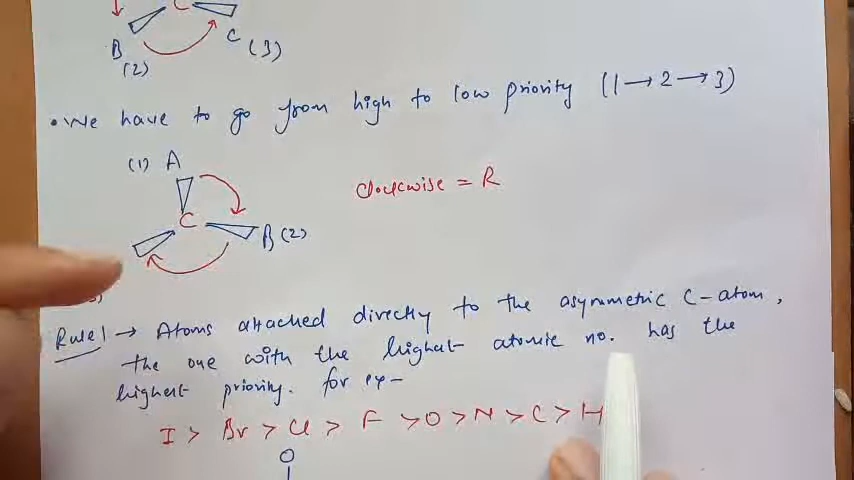 C
B
(2)
C (3)
• We have to go from high to low priority (1 → 2 → 3)
(1) A
C
B (2)
Clockwise = R
Rule 1 → Atoms attached directly to the asymmetric C-atom,
the one with the highest atomic no. has the
highest priority. for ex-
I > Br > Cl > F > O > N > C > H
O